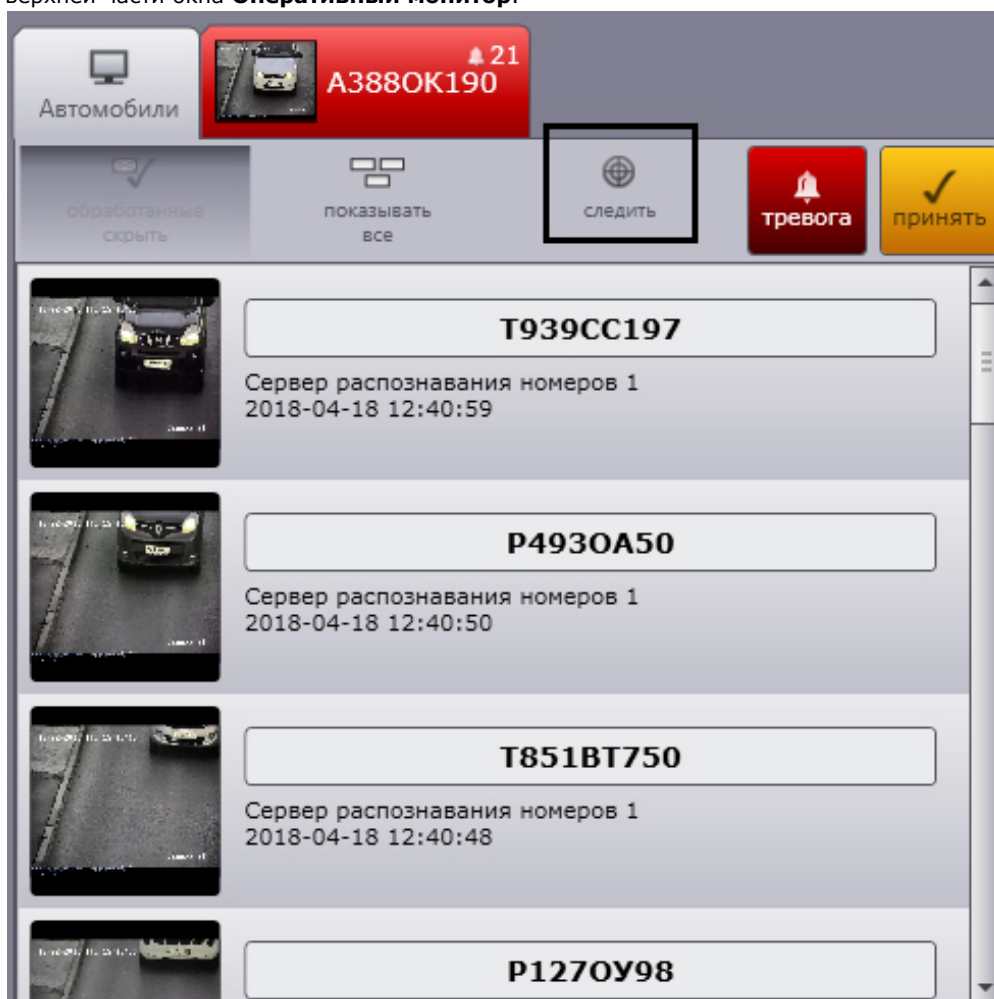 верхней части окна Оперативный монитор.
Автомобили
21
А388ОК190
обработанные
скрыть
показывать
все
следить
тревога
принять
Т939СС197
Сервер распознавания номеров 1
2018-04-18 12:40:59
Р493ОА50
Сервер распознавания номеров 1
2018-04-18 12:40:50
Т851ВТ750
Сервер распознавания номеров 1
2018-04-18 12:40:48
Р127ОУ98